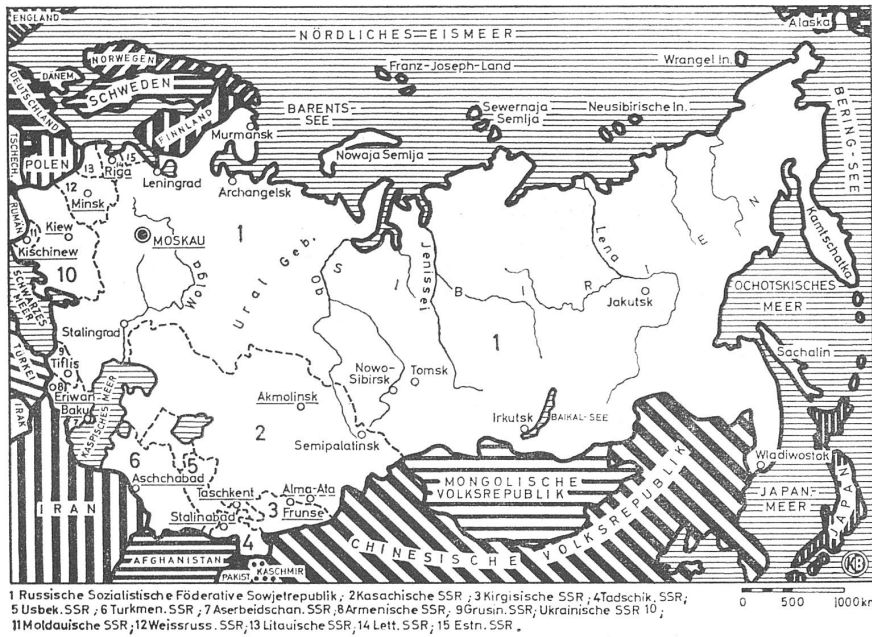 ENGLAND
NÖRDLICHES EISMEER
Alaska
NORWEGEN
Franz-Joseph-Land
Wrangel In.
DÄNEM.
SCHWEDEN
DEUTSCHLAND
BARENTS-
SEE
Sewernaja
Semlja
Neusibirische In.
BERING-SEE
FINNLAND
Murmansk
Nowaja Semlja
TSCHECH.
POLEN
13
14
15
Riga
Leningrad
Archangelsk
12
Minsk
RUMÄN.
11
Kiew
Kischinew
MOSKAU
1
10
Wolga
Ural Geb.
Ob
Jenissei
Lena
SIBIRIEN
Kamtschatka
Jakutsk
OCHOTSKISCHES
MEER
SCHWARZES
MEER
Stalingrad
1
Sachalin
TÜRKEI
9
Tiflis
8
Eriwan
Baku
7
KASPISCHES MEER
IRAK
Nowo-
Sibirsk
Tomsk
Akmolinsk
2
Semipalatinsk
Irkutsk
BAIKAL-SEE
6
5
Aschchabad
Taschkent
Alma-Ata
3
Frunse
Stalinabad
4
MONGOLISCHE
VOLKSREPUBLIK
Wladiwostok
JAPAN-
MEER
JAPAN
IRAN
AFGHANISTAN
PAKIST.
KASCHMIR
CHINESISCHE VOLKSREPUBLIK
KB
1 Russische Sozialistische Föderative Sowjetrepublik; 2 Kasachische SSR; 3 Kirgisische SSR; 4 Tadschik. SSR;
5 Usbek. SSR; 6 Turkmen. SSR; 7 Aserbeidschan. SSR; 8 Armenische SSR; 9 Grusin. SSR; Ukrainische SSR 10;
11 Moldauische SSR; 12 Weissruss. SSR; 13 Litauische SSR; 14 Lett. SSR; 15 Estn. SSR.
0 500 1000 km